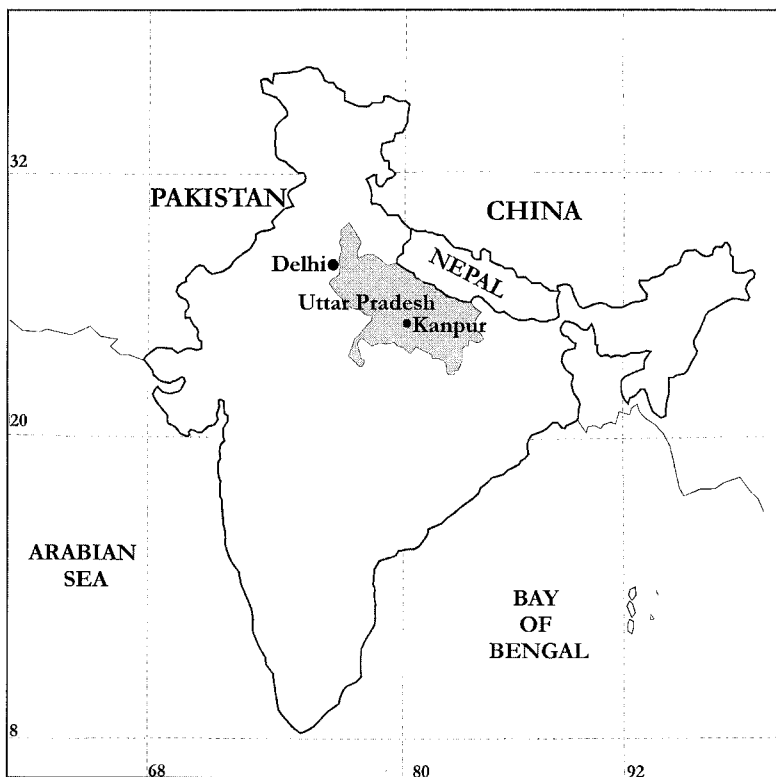 32
PAKISTAN
CHINA
Delhi
NEPAL
Uttar Pradesh
Kanpur
20
ARABIAN
SEA
BAY
OF
BENGAL
8
68
80
92